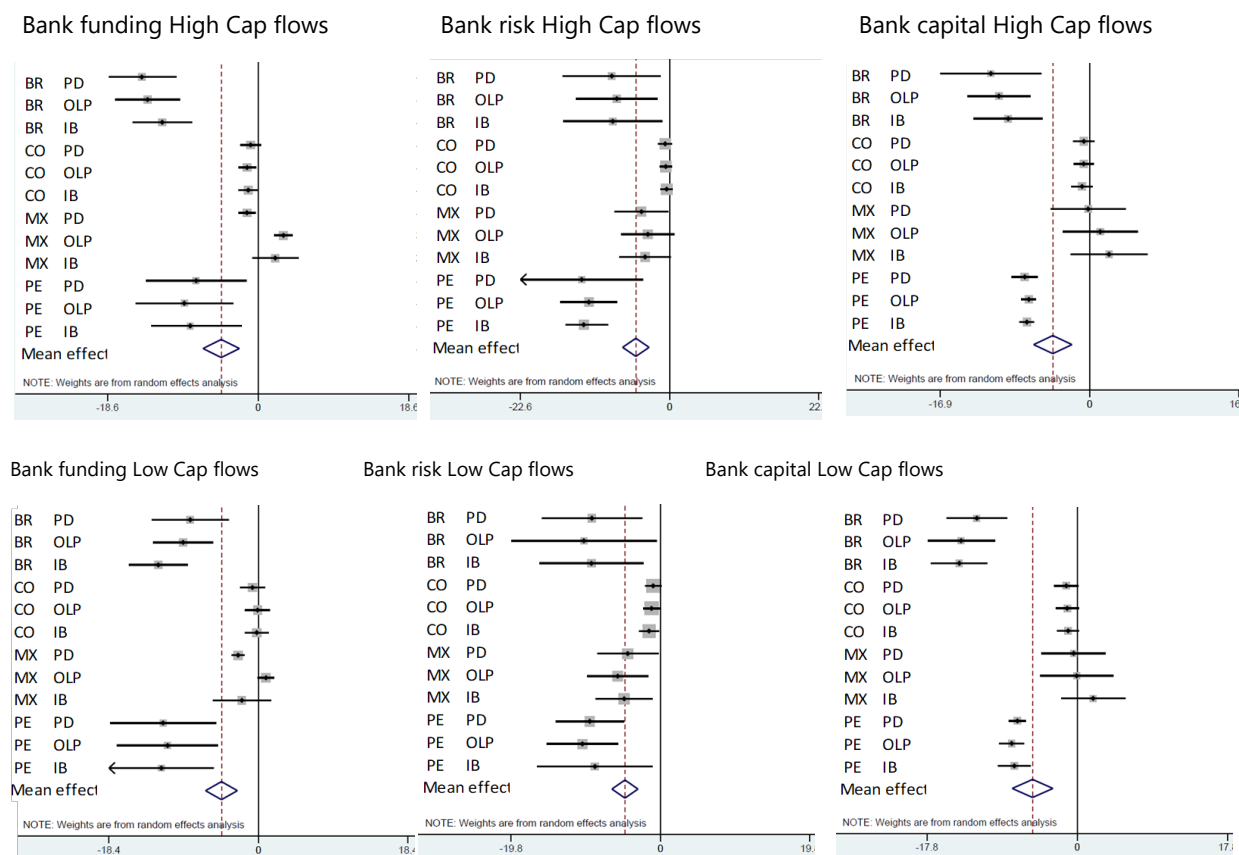 Bank funding High Cap flows
BR PD
BR OLP
BR IB
CO PD
CO OLP
CO IB
MX PD
MX OLP
MX IB
PE PD
PE OLP
PE IB
Mean effect
NOTE: Weights are from random effects analysis
-18.6 0 18.6
Bank risk High Cap flows
BR PD
BR OLP
BR IB
CO PD
CO OLP
CO IB
MX PD
MX OLP
MX IB
PE PD
PE OLP
PE IB
Mean effect
NOTE: Weights are from random effects analysis
-22.6 0 22.
Bank capital High Cap flows
BR PD
BR OLP
BR IB
CO PD
CO OLP
CO IB
MX PD
MX OLP
MX IB
PE PD
PE OLP
PE IB
Mean effect
NOTE: Weights are from random effects analysis
-16.9 0 16
Bank funding Low Cap flows
BR PD
BR OLP
BR IB
CO PD
CO OLP
CO IB
MX PD
MX OLP
MX IB
PE PD
PE OLP
PE IB
Mean effect
NOTE: Weights are from random effects analysis
-18.4 0 18.4
Bank risk Low Cap flows
BR PD
BR OLP
BR IB
CO PD
CO OLP
CO IB
MX PD
MX OLP
MX IB
PE PD
PE OLP
PE IB
Mean effect
NOTE: Weights are from random effects analysis
-19.8 0
Bank capital Low Cap flows
BR PD
BR OLP
BR IB
CO PD
CO OLP
CO IB
MX PD
MX OLP
MX IB
PE PD
PE OLP
PE IB
Mean effect
NOTE: Weights are from random effects analysis
-17.8 0 17.8